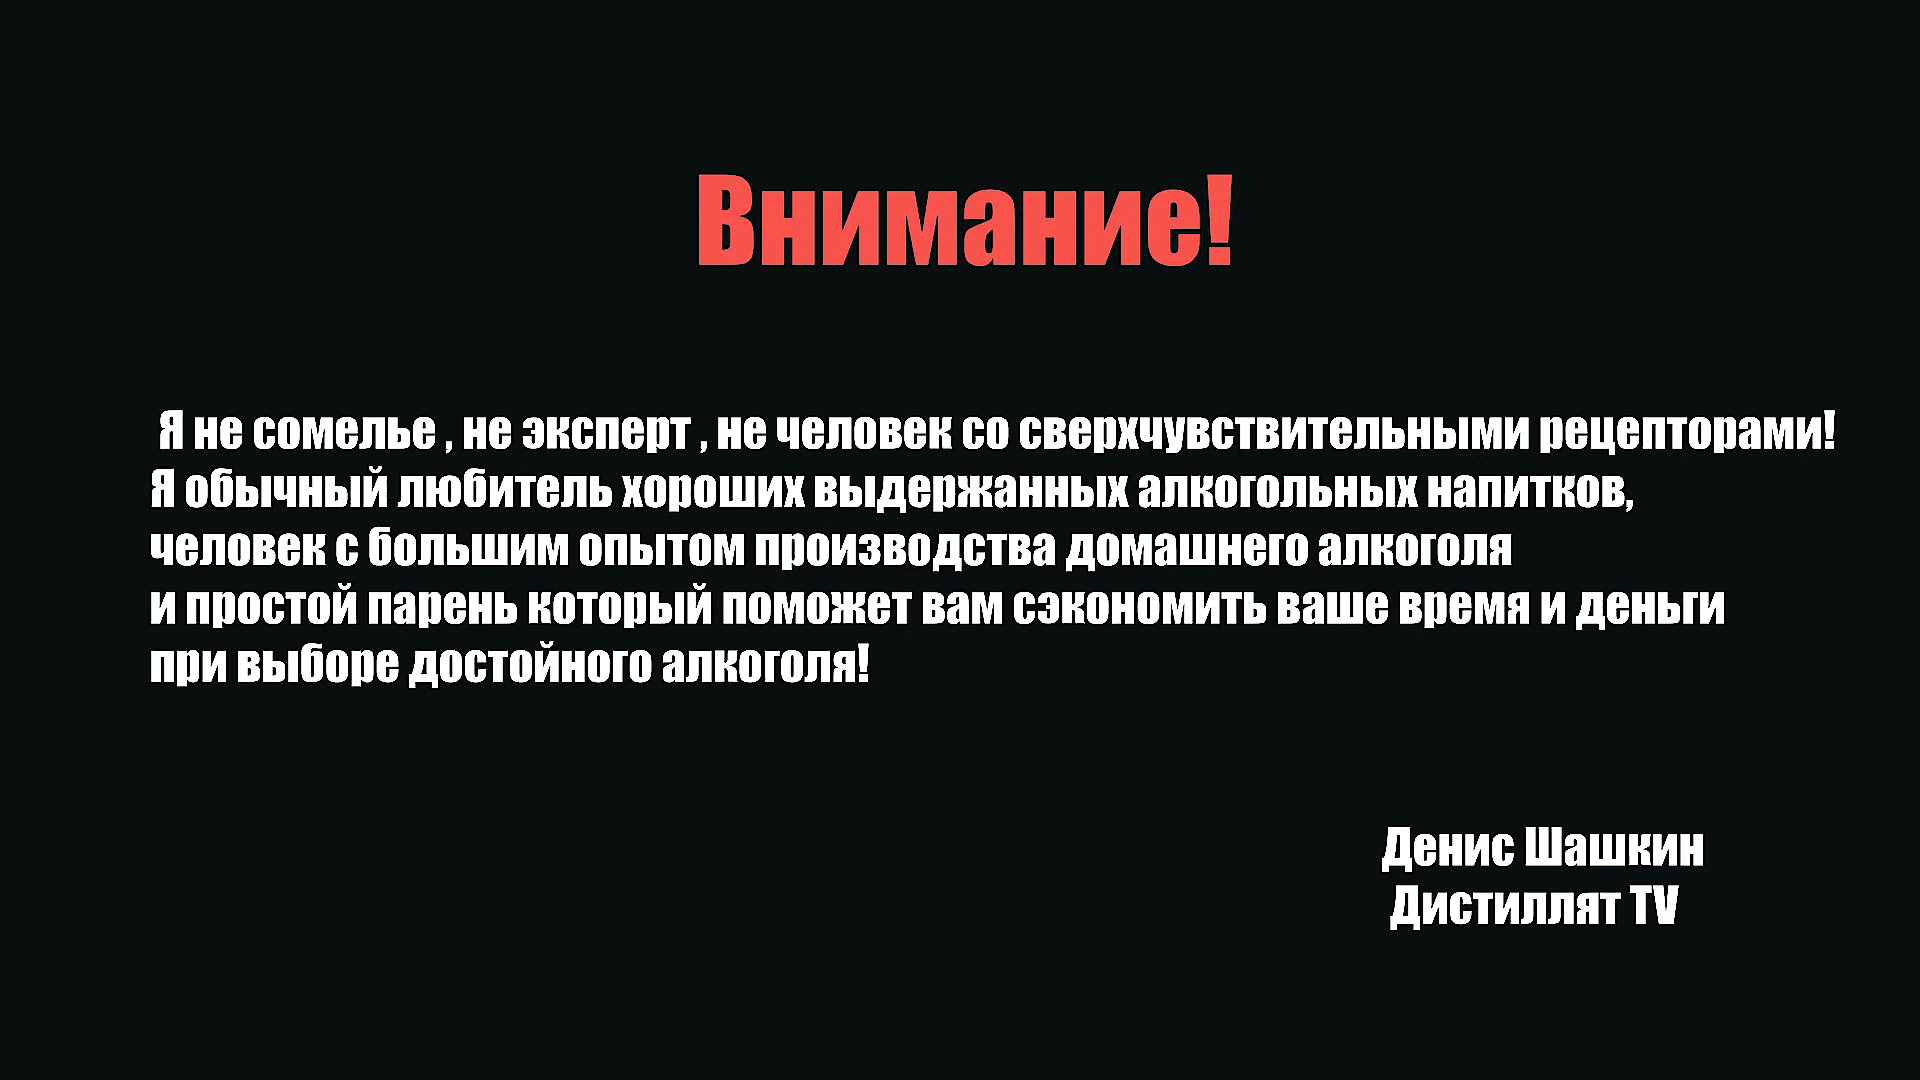 Внимание!
Я не сомелье , не эксперт , не человек со сверхчувствительными рецепторами!
Я обычный любитель хороших выдержанных алкогольных напитков,
человек с большим опытом производства домашнего алкоголя
и простой парень который поможет вам сэкономить ваше время и деньги
при выборе достойного алкоголя!
Денис Шашкин
Дистиллят TV